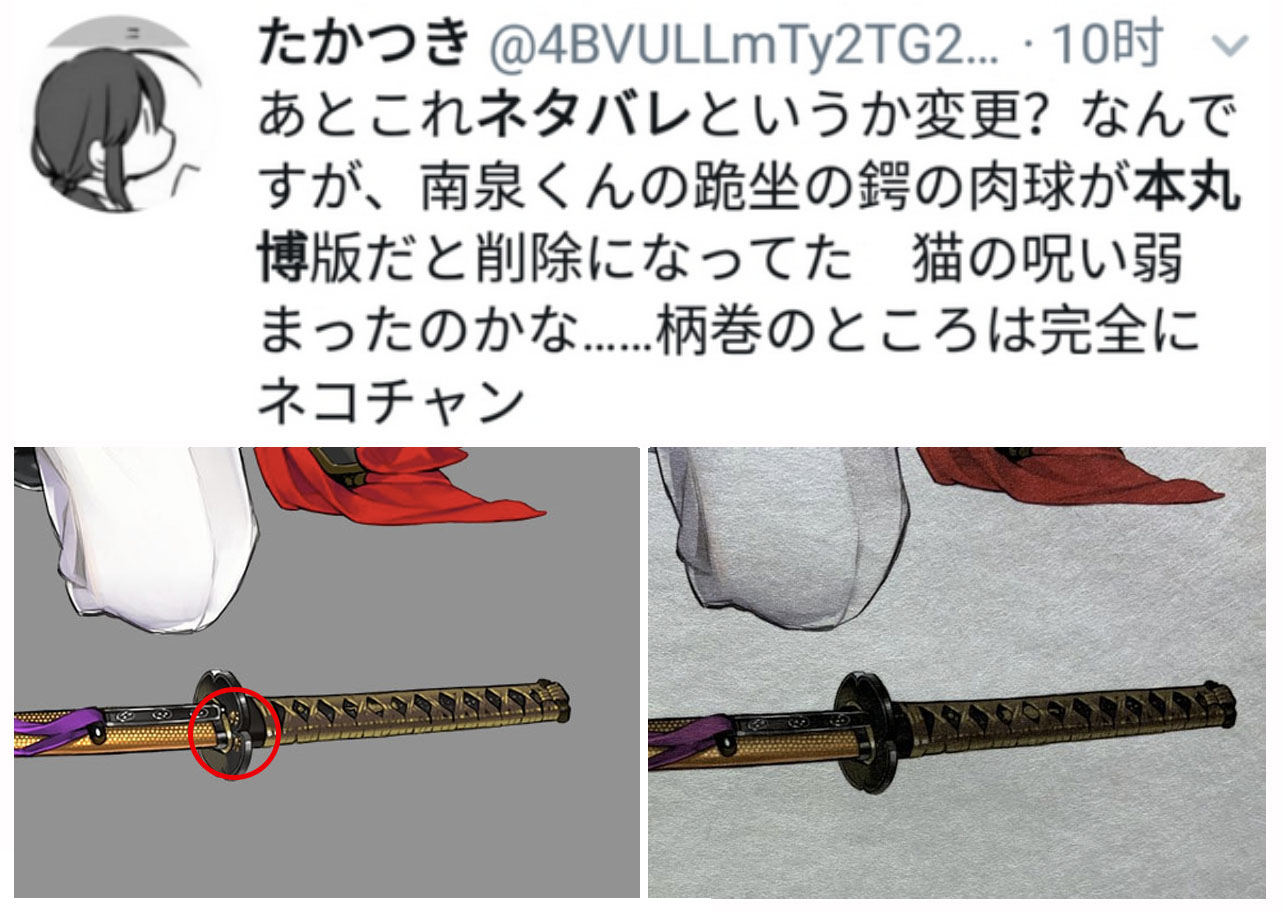 たかつき @4BVULLmTy2TG2... · 10时
あとこれネタバレというか変更？なんで
すが、南泉くんの跪坐の鍔の肉球が本丸
博版だと削除になってた　猫の呪い弱
まったのかな……柄巻のところは完全に
ネコチャン